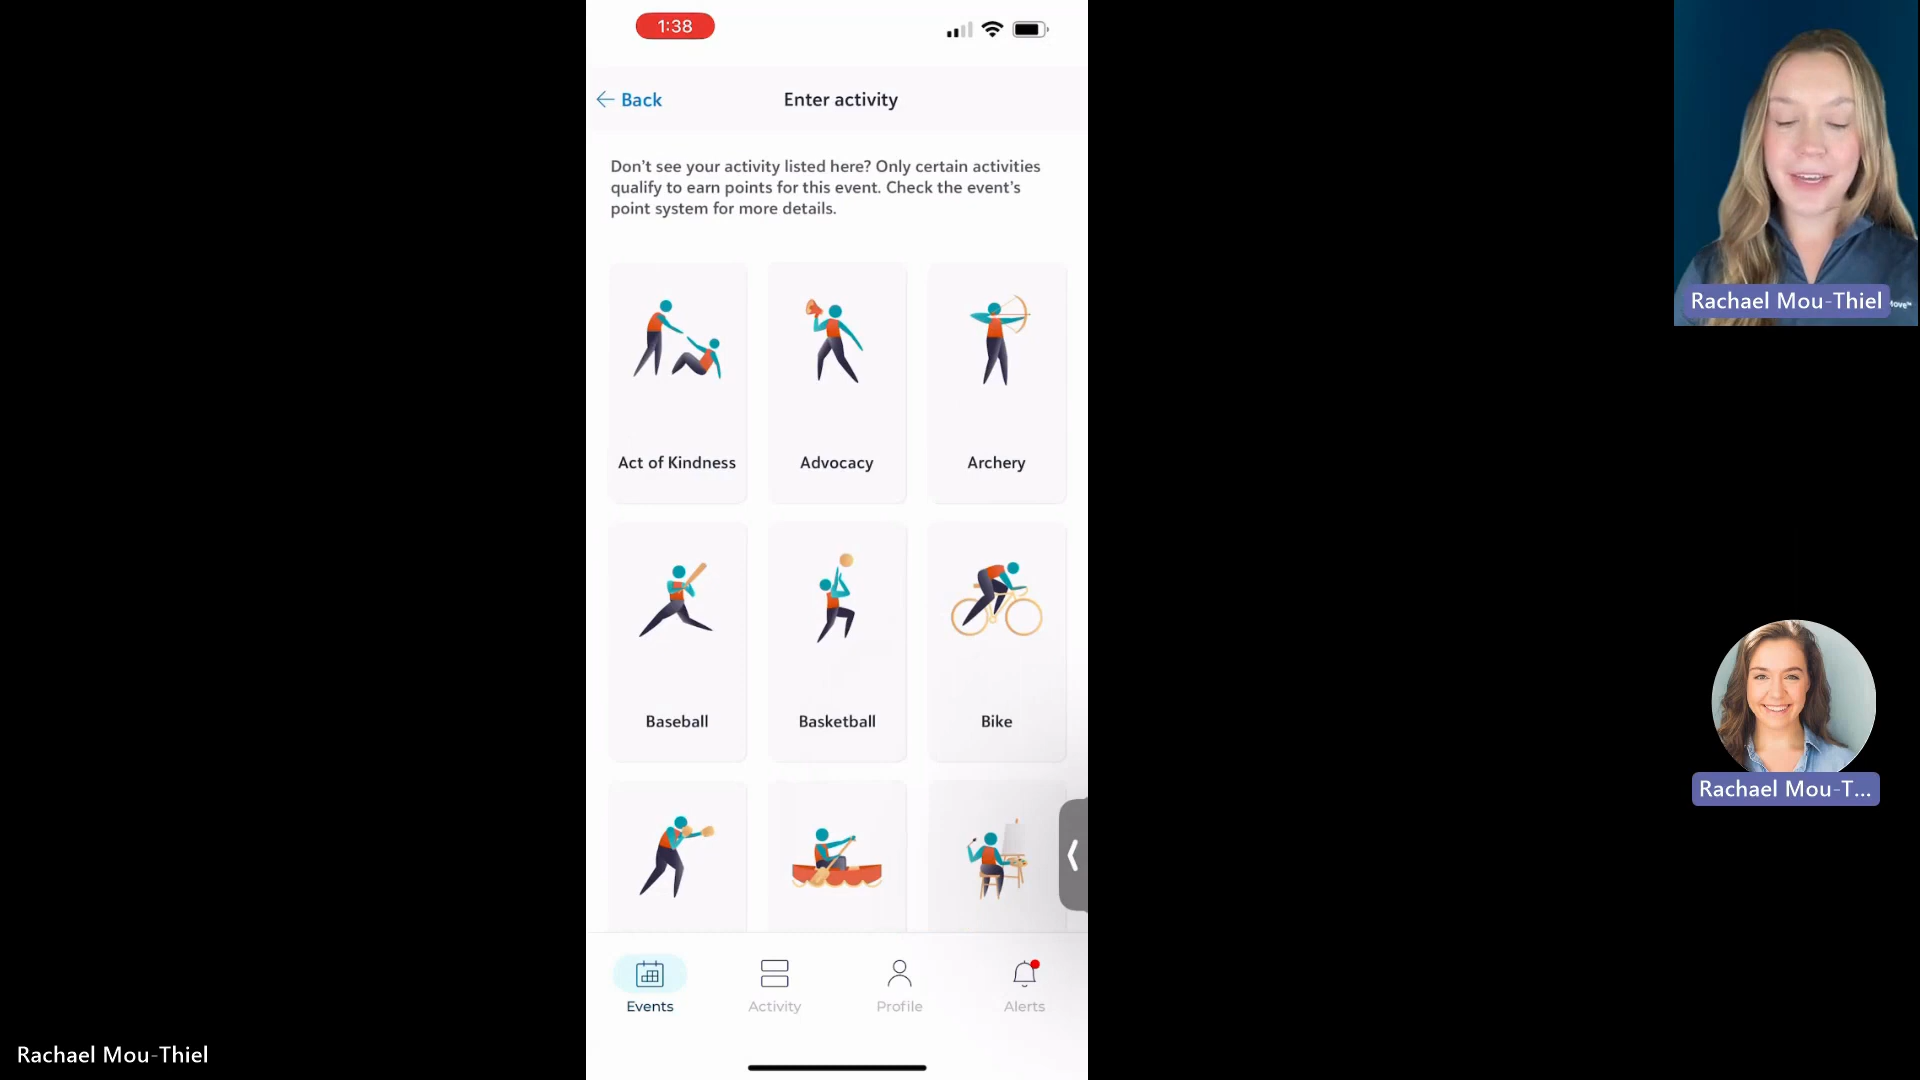 1:38
Back
Enter activity
Don't see your activity listed here? Only certain activities
qualify to earn points for this event. Check the event's
point system for more details.
Act of Kindness
Advocacy
Archery
Baseball
Basketball
Bike
Events
Activity
Profile
Alerts
Rachael Mou-Thiel
Rachael Mou-T...
Rachael Mou-Thiel